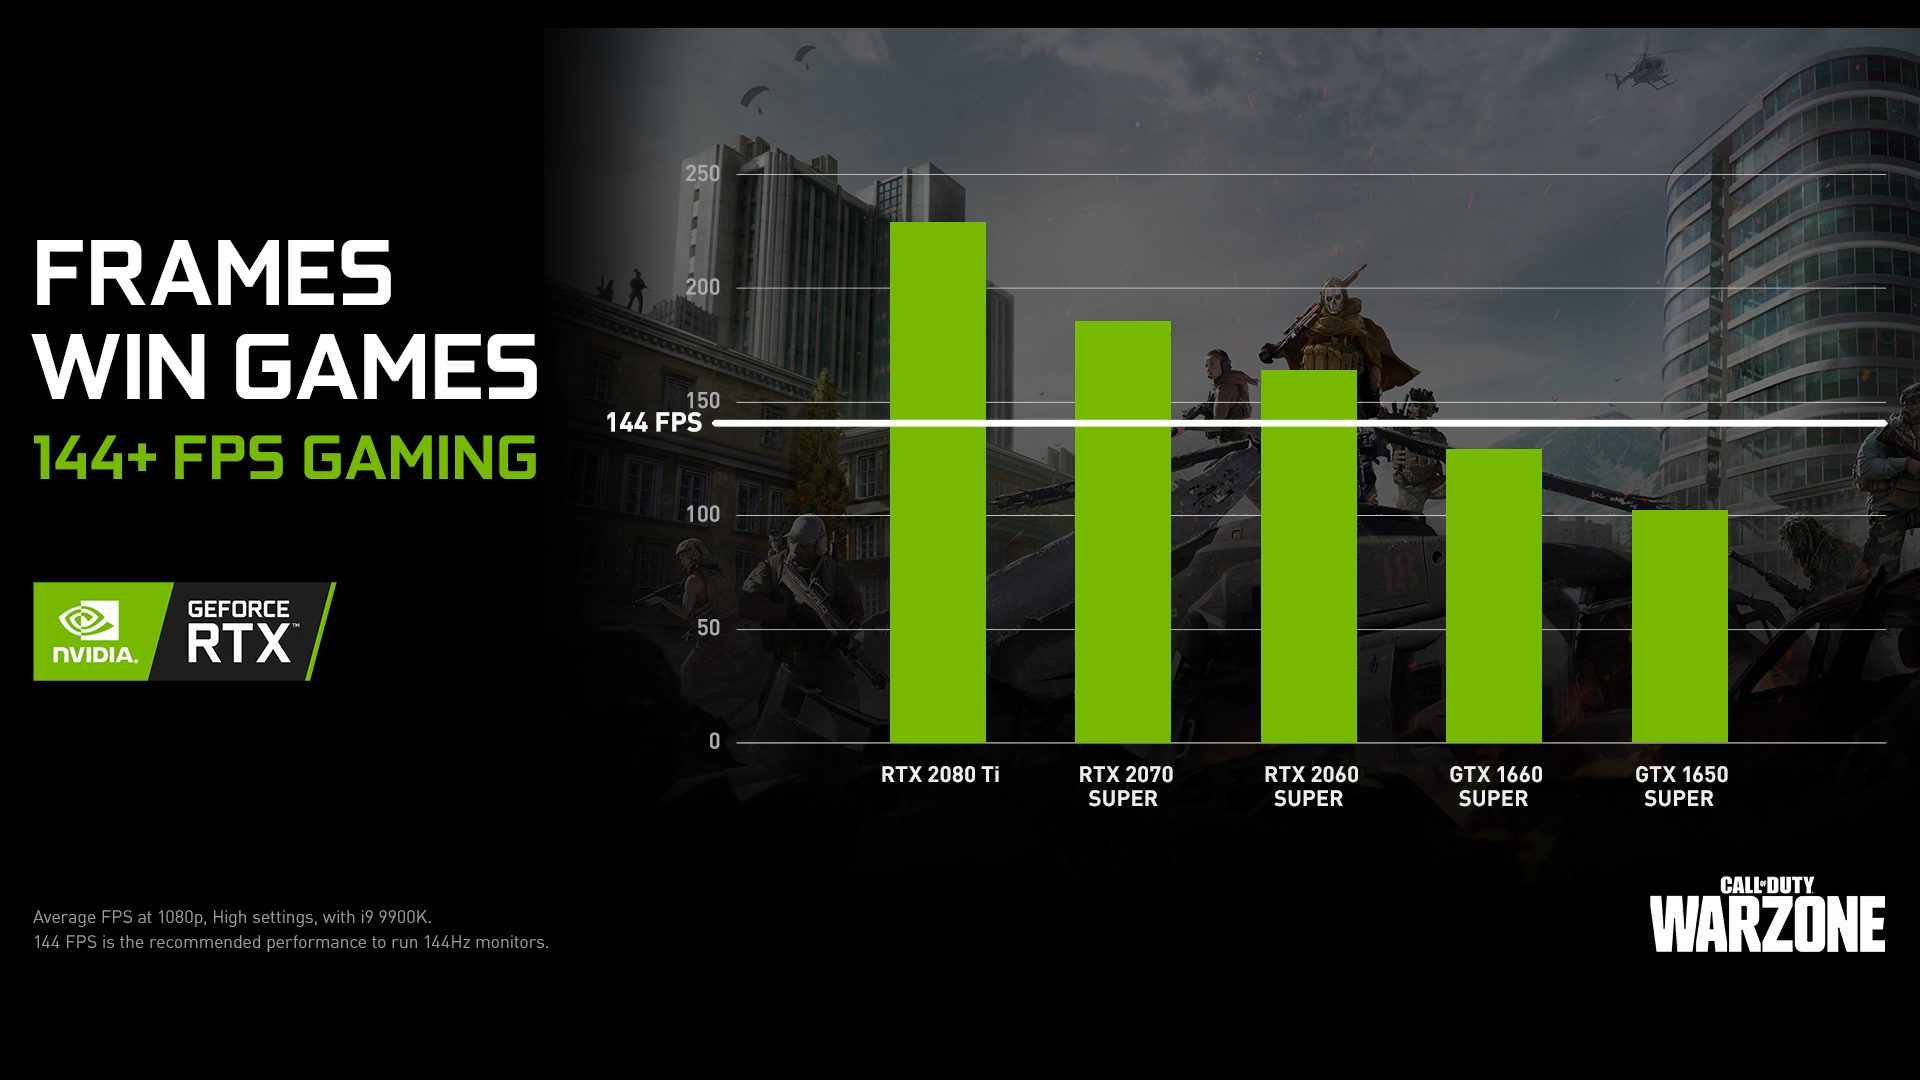 FRAMES
WIN GAMES
144+ FPS GAMING
NVIDIA.
GEFORCE
RTX™
250
200
150
144 FPS
100
50
0
RTX 2080 Ti
RTX 2070
SUPER
RTX 2060
SUPER
GTX 1660
SUPER
GTX 1650
SUPER
Average FPS at 1080p, High settings, with i9 9900K.
144 FPS is the recommended performance to run 144Hz monitors.
CALL OF DUTY
WARZONE